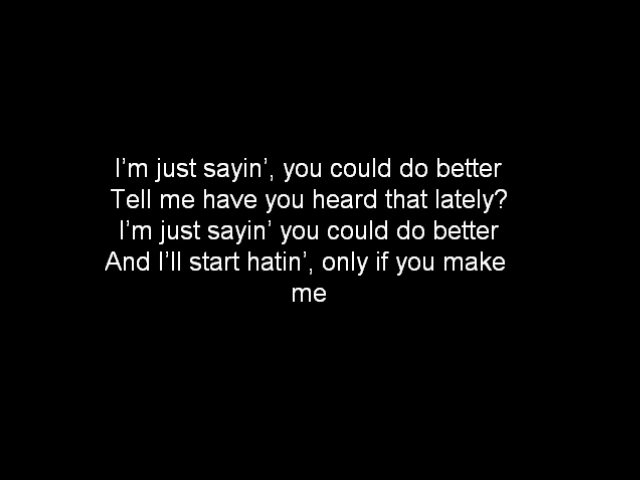 I’m just sayin’, you could do better
Tell me have you heard that lately?
I’m just sayin’ you could do better
And I’ll start hatin’, only if you make
me